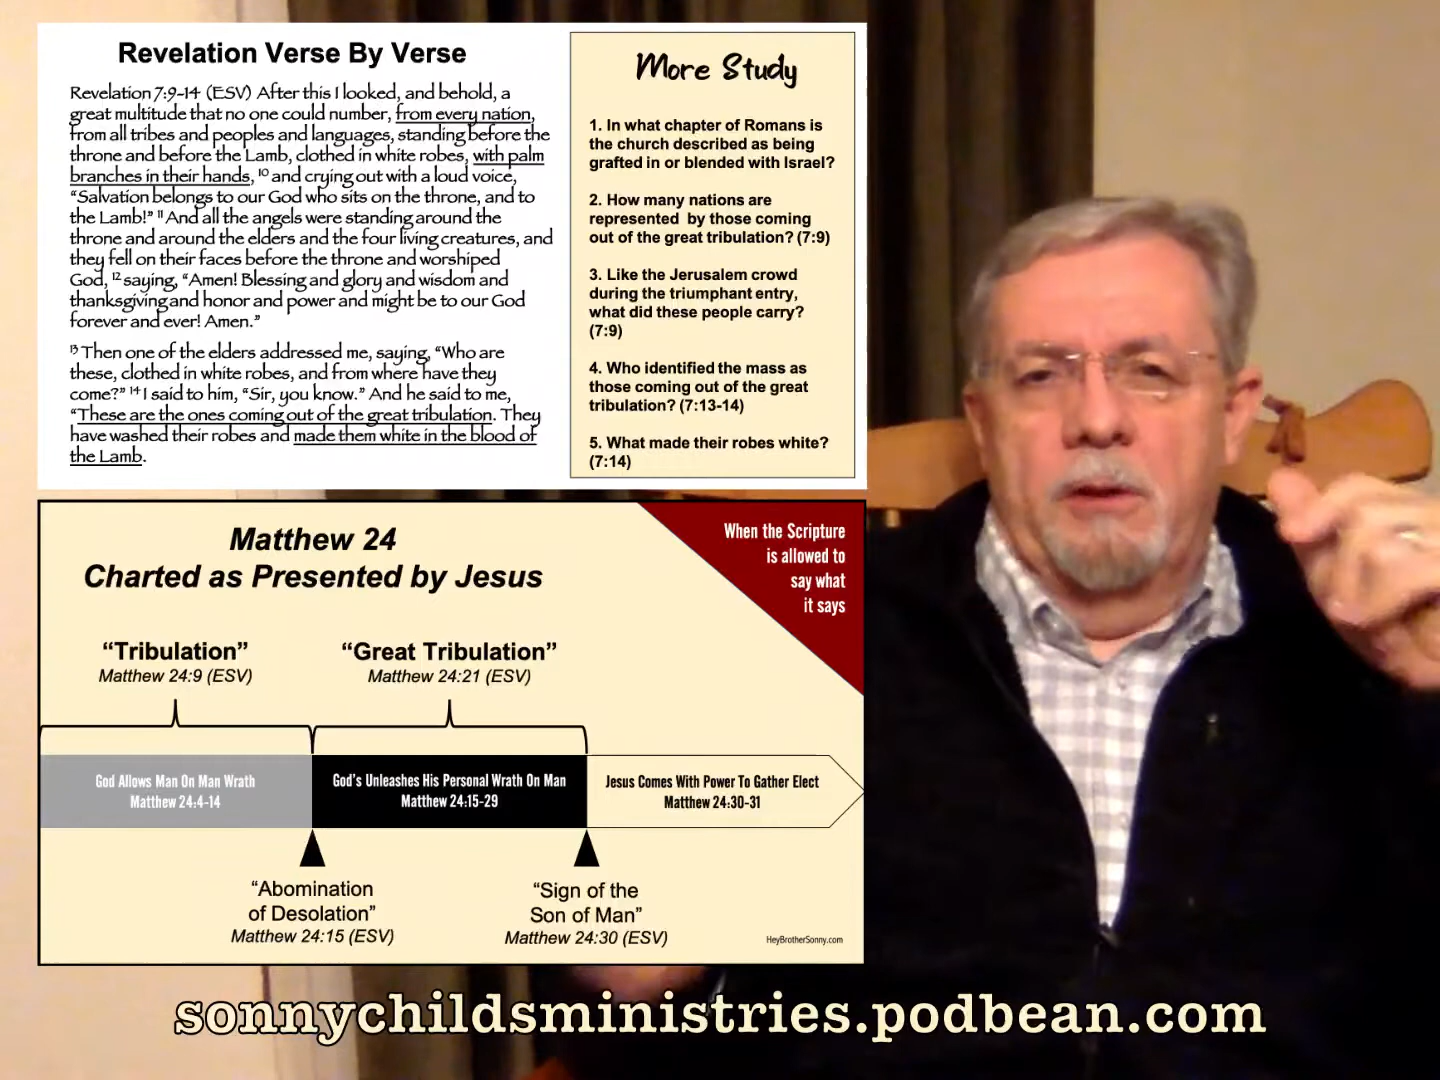 Revelation Verse By Verse
Revelation 7:9-14 (ESV) After this I looked, and behold, a
great multitude that no one could number, from every nation,
from all tribes and peoples and languages, standing before the
throne and before the Lamb, clothed in white robes, with palm
branches in their hands, 10 and crying out with a loud voice,
“Salvation belongs to our God who sits on the throne, and to
the Lamb!” 11 And all the angels were standing around the
throne and around the elders and the four living creatures, and
they fell on their faces before the throne and worshiped
God, 12 saying, “Amen! Blessing and glory and wisdom and
thanksgiving and honor and power and might be to our God
forever and ever! Amen.”
13 Then one of the elders addressed me, saying, “Who are
these, clothed in white robes, and from where have they
come?” 14 I said to him, “Sir, you know.” And he said to me,
“These are the ones coming out of the great tribulation. They
have washed their robes and made them white in the blood of
the Lamb.
More Study
1. In what chapter of Romans is
the church described as being
grafted in or blended with Israel?
2. How many nations are
represented by those coming
out of the great tribulation? (7:9)
3. Like the Jerusalem crowd
during the triumphant entry,
what did these people carry?
(7:9)
4. Who identified the mass as
those coming out of the great
tribulation? (7:13-14)
5. What made their robes white?
(7:14)
Matthew 24
Charted as Presented by Jesus
When the Scripture
is allowed to
say what
it says
“Tribulation”
Matthew 24:9 (ESV)
“Great Tribulation”
Matthew 24:21 (ESV)
God Allows Man On Man Wrath
Matthew 24:4-14
God’s Unleashes His Personal Wrath On Man
Matthew 24:15-29
Jesus Comes With Power To Gather Elect
Matthew 24:30-31
“Abomination
of Desolation”
Matthew 24:15 (ESV)
“Sign of the
Son of Man”
Matthew 24:30 (ESV)
HeyBrotherSonny.com
sonnychildsministries.podbean.com